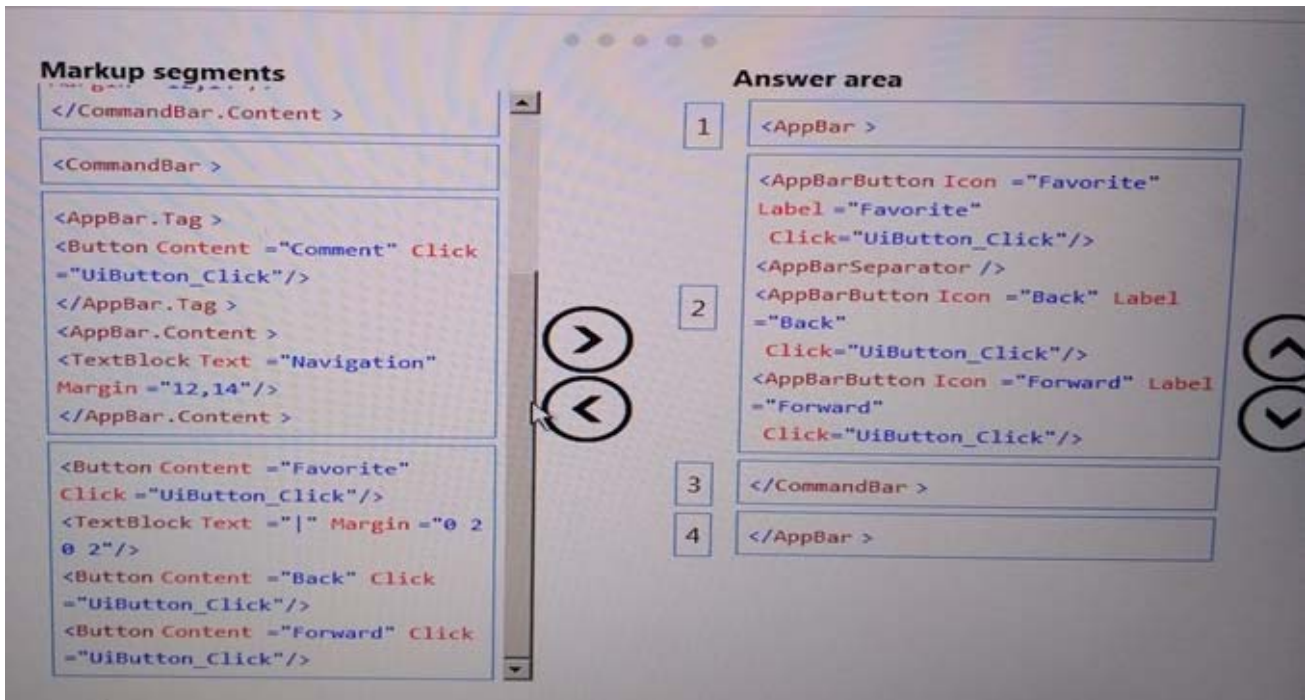 Markup segments
</CommandBar.Content >
<CommandBar >
<AppBar.Tag >
<Button Content ="Comment" Click
="UiButton_Click"/>
</AppBar.Tag >
<AppBar.Content >
<TextBlock Text ="Navigation"
Margin ="12,14"/>
</AppBar.Content >
<Button Content ="Favorite"
Click ="UiButton_Click"/>
<TextBlock Text ="|" Margin ="0 2
0 2"/>
<Button Content ="Back" Click
="UiButton_Click"/>
<Button Content ="Forward" Click
="UiButton_Click"/>
Answer area
1
<AppBar >
2
<AppBarButton Icon ="Favorite"
Label ="Favorite"
Click="UiButton_Click"/>
<AppBarSeparator />
<AppBarButton Icon ="Back" Label
="Back"
Click="UiButton_Click"/>
<AppBarButton Icon ="Forward" Label
="Forward"
Click="UiButton_Click"/>
3
</CommandBar >
4
</AppBar >